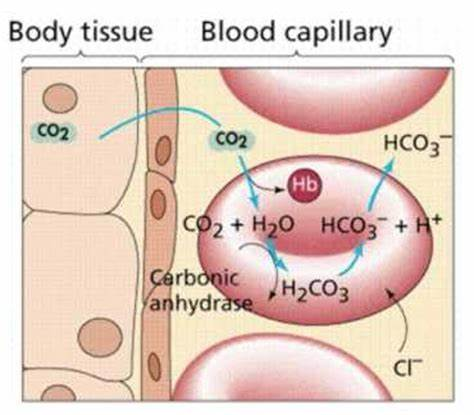 Body tissue
Blood capillary
CO₂
CO₂
HCO₃⁻
Hb
CO₂ + H₂O
HCO₃⁻ + H⁺
Carbonic
anhydrase
H₂CO₃
Cl⁻